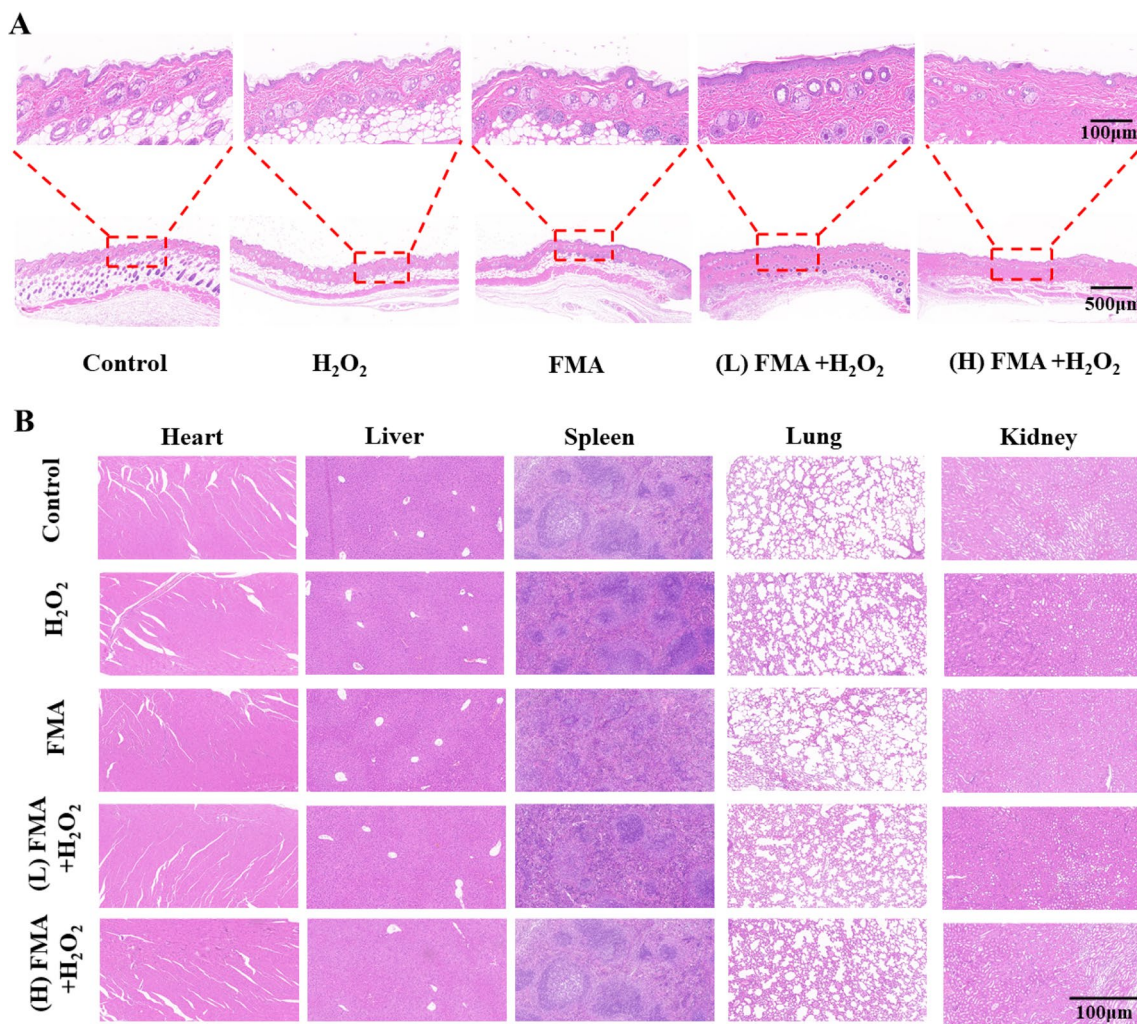 A
100μm
500μn
Control
H₂O₂
FMA
(L) FMA +H₂O₂
(H) FMA +H₂O₂
B
Heart Liver Spleen Lung Kidney
Control
H₂O₂
FMA
(L) FMA
+H₂O₂
(H) FMA
+H₂O₂
100μm